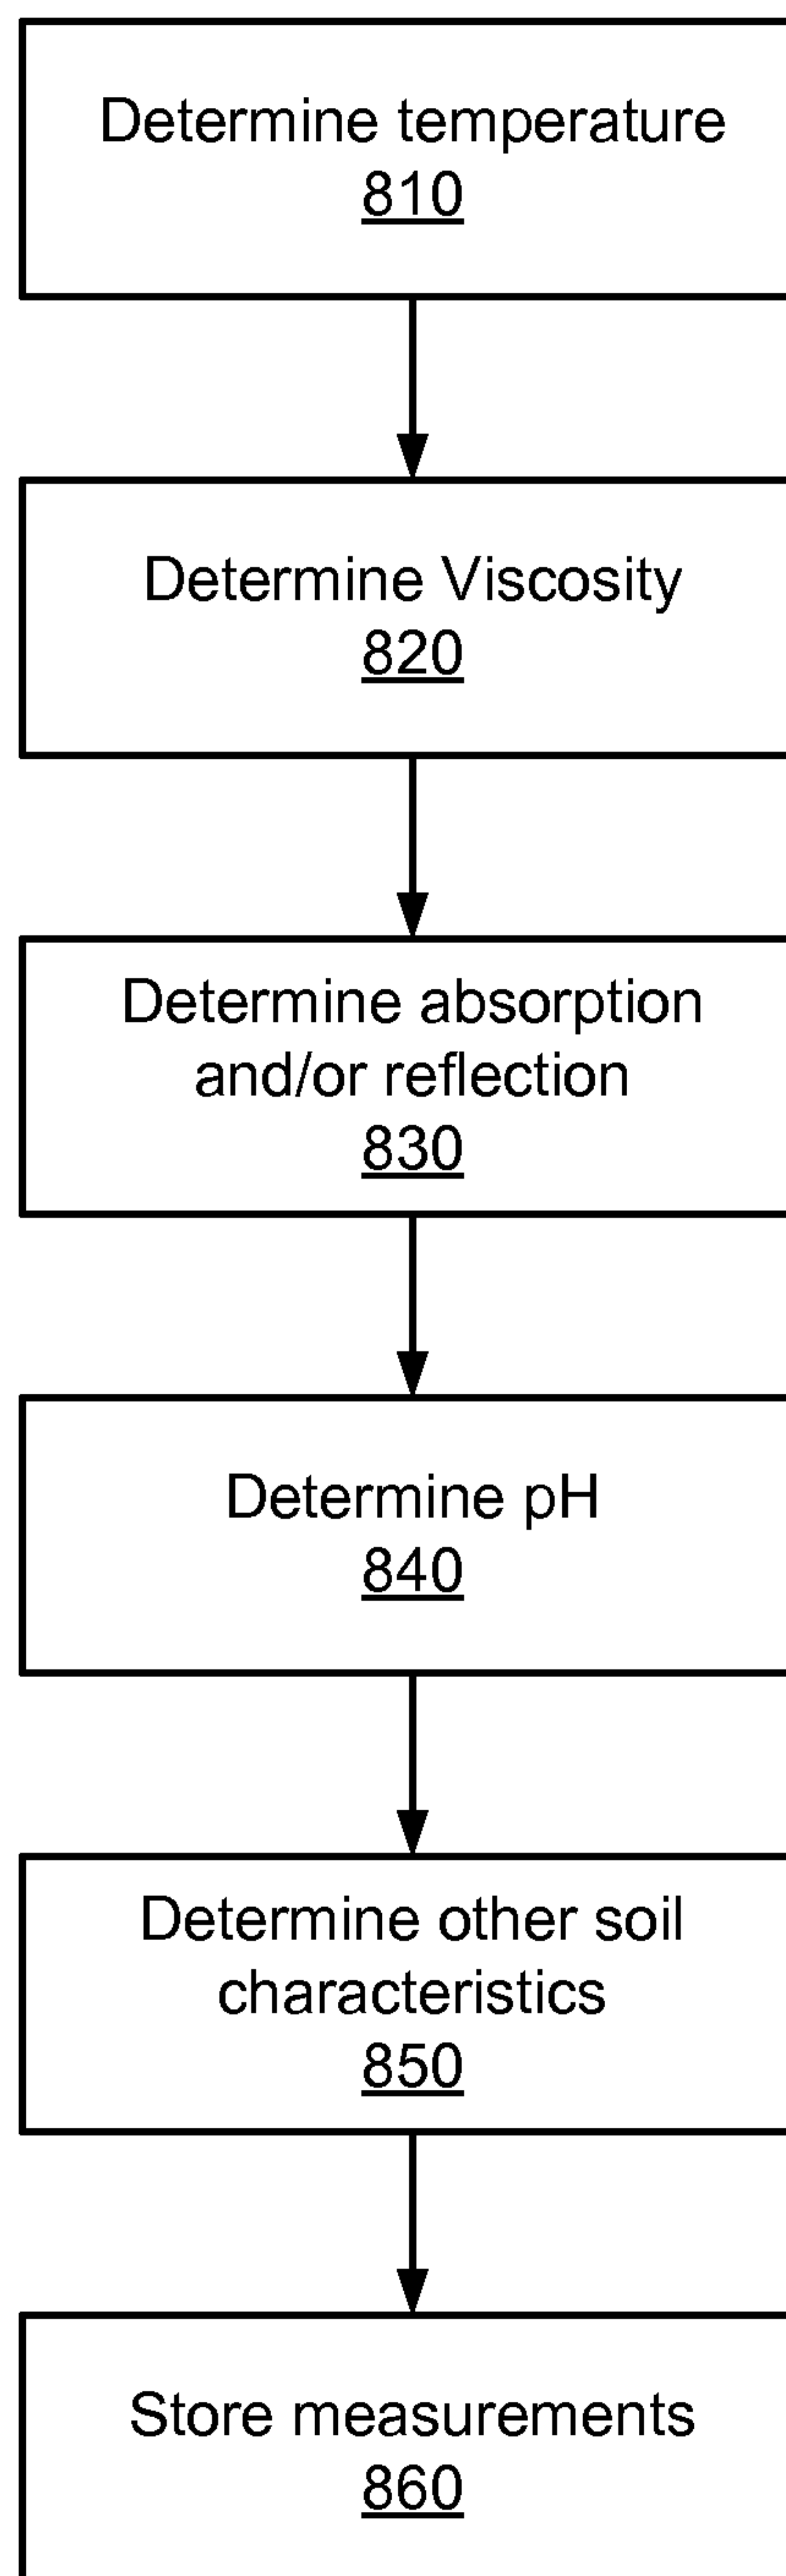 Determine temperature
810
Determine Viscosity
820
Determine absorption
and/or reflection
830
Determine pH
840
Determine other soil
characteristics
850
Store measurements
860